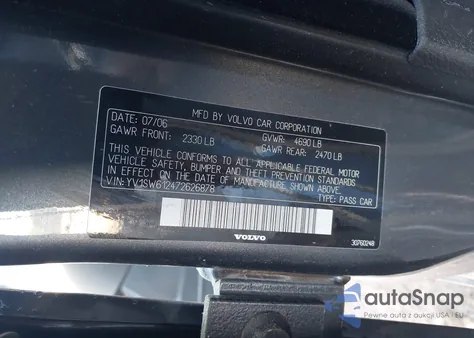 MFD BY VOLVO CAR CORPORATION
DATE: 07/06 GVWR: 4690 LB
GAWR FRONT: 2330 LB GAWR REAR: 2470 LB
THIS VEHICLE CONFORMS TO ALL APPLICABLE FEDERAL MOTOR
VEHICLE SAFETY, BUMPER AND THEFT PREVENTION STANDARDS
IN EFFECT ON THE DATE OF MANUFACTURE SHOWN ABOVE.
VIN: YV1SW612472626878 TYPE: PASS CAR
VOLVO 30760248
autoSnap
Pewne auta z aukcji USA i EU